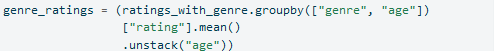 genre_ratings = (ratings_with_genre.groupby(["genre", "age"])
["rating"].mean()
.unstack("age"))